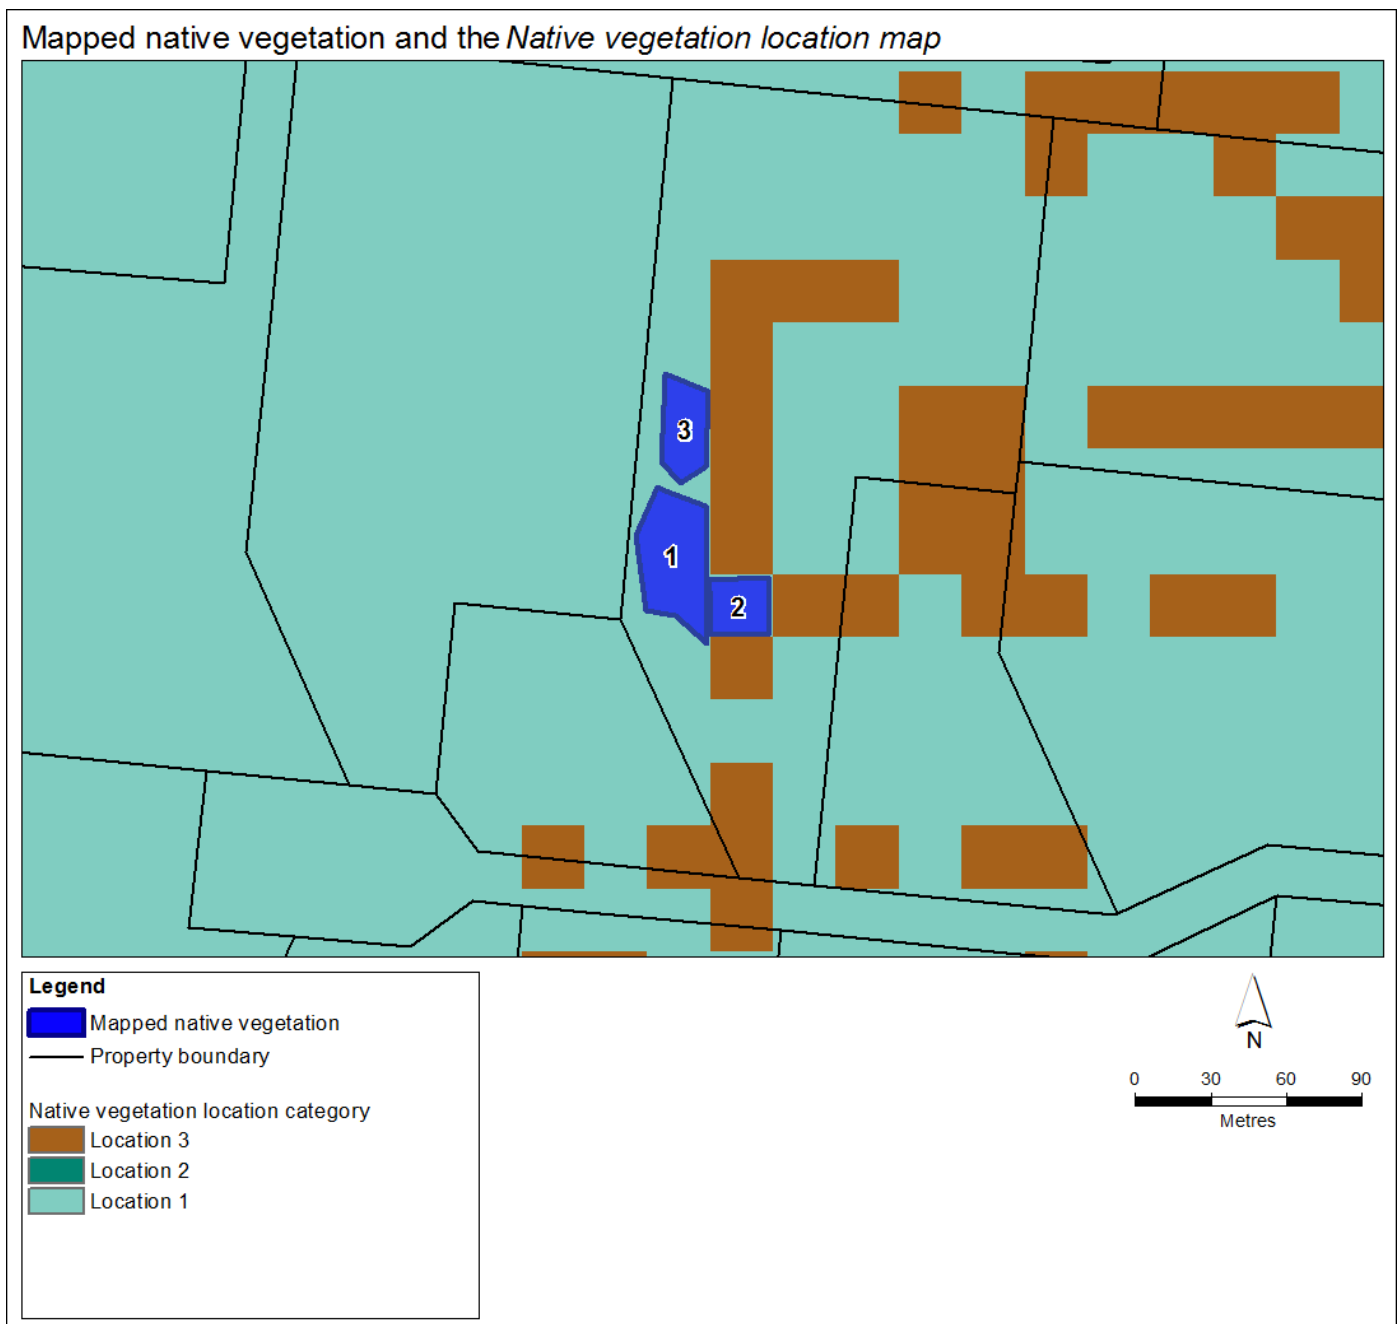 Mapped native vegetation and the Native vegetation location map
3
1
2
Legend
Mapped native vegetation
Property boundary
Native vegetation location category
Location 3
Location 2
Location 1
N
0 30 60 90
Metres